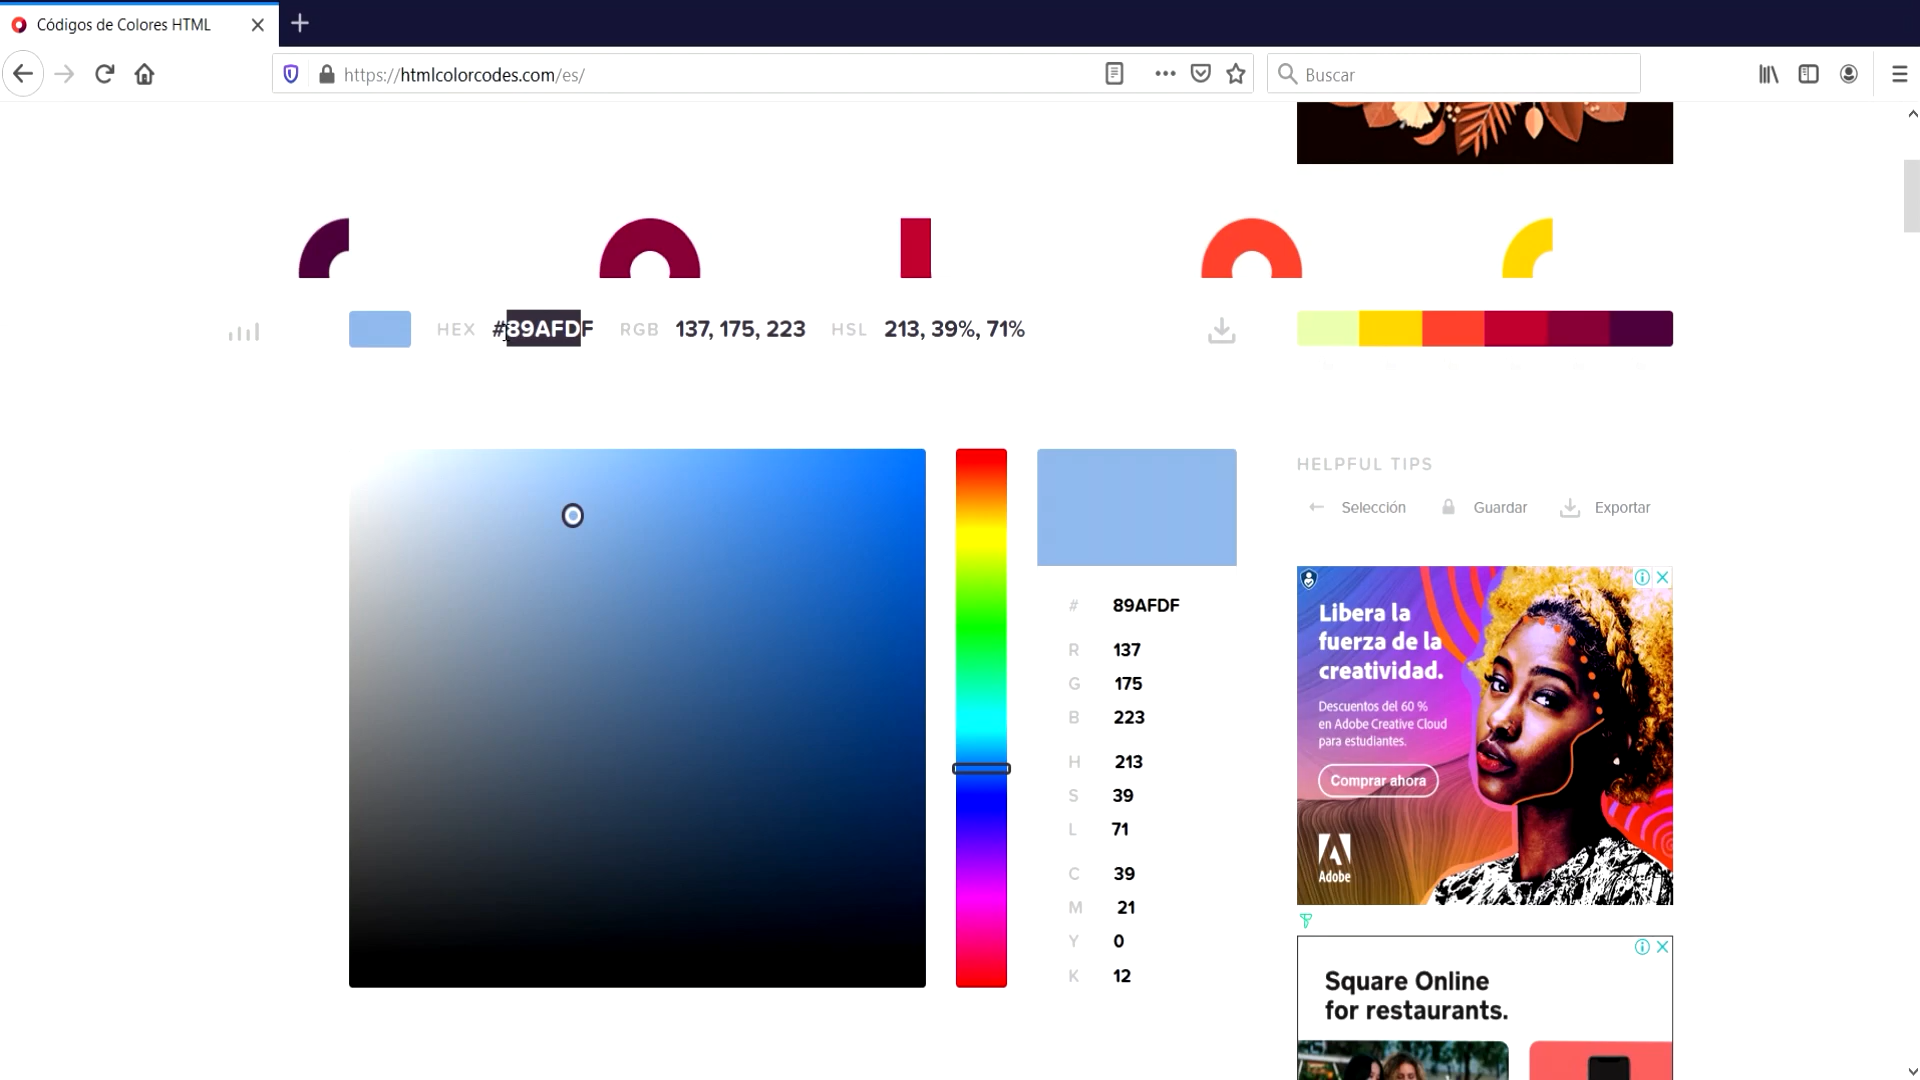 Códigos de Colores HTML
https://htmlcolorcodes.com/es/
Buscar
HEX #89AFDF RGB 137, 175, 223 HSL 213, 39%, 71%
HELPFUL TIPS
Selección Guardar Exportar
# 89AFDF
R 137
G 175
B 223
H 213
S 39
L 71
C 39
M 21
Y 0
K 12
Libera la
fuerza de la
creatividad.
Descuentos del 60 %
en Adobe Creative Cloud
para estudiantes.
Comprar ahora
Adobe
Square Online
for restaurants.